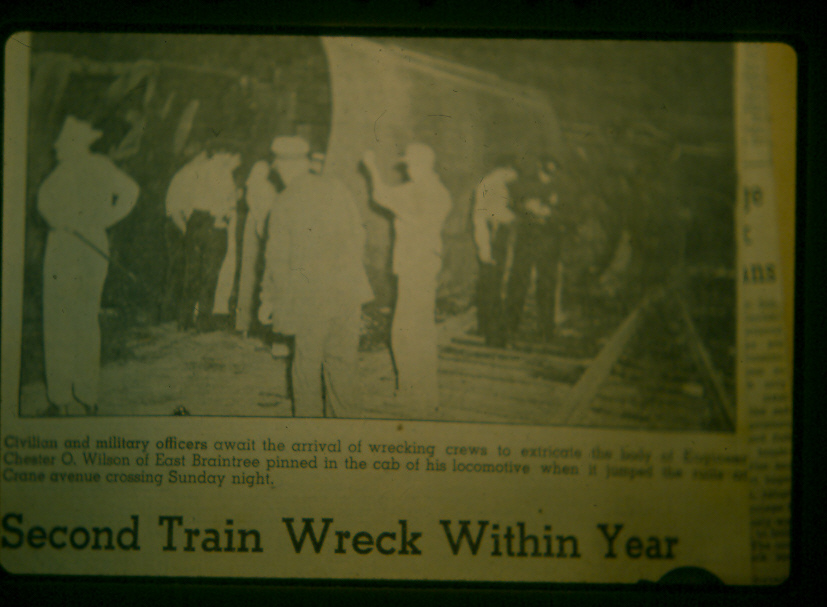 Civilian and military officers await the arrival of wrecking crews to extricate the body of Engineer
Chester O. Wilson of East Braintree pinned in the cab of his locomotive when it jumped the rails at
Crane avenue crossing Sunday night.
Second Train Wreck Within Year